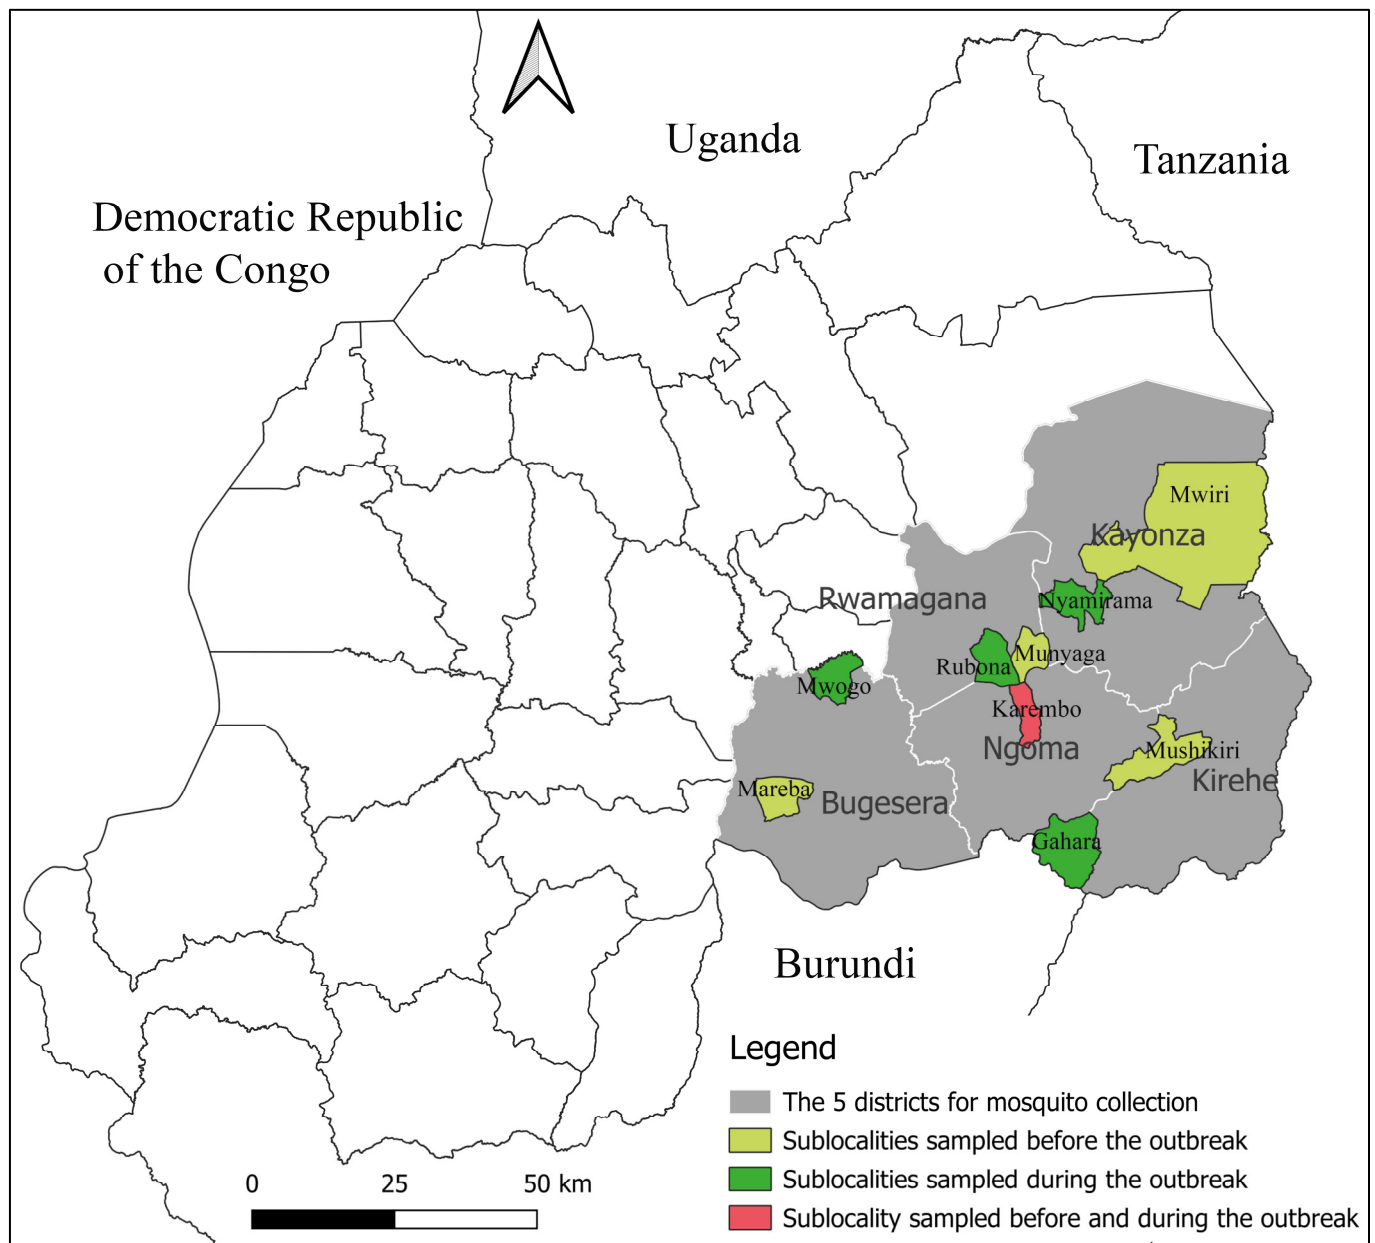 Uganda
Tanzania
Democratic Republic
of the Congo
Mwiri
Kayonza
Rwamagana
Nyamirama
Munyaga
Rubona
Mwogo
Karembo
Ngoma
Mushikiri
Kirehe
Mareba
Bugesera
Gahara
Burundi
Legend
The 5 districts for mosquito collection
Sublocalities sampled before the outbreak
Sublocalities sampled during the outbreak
Sublocality sampled before and during the outbreak
0 25 50 km